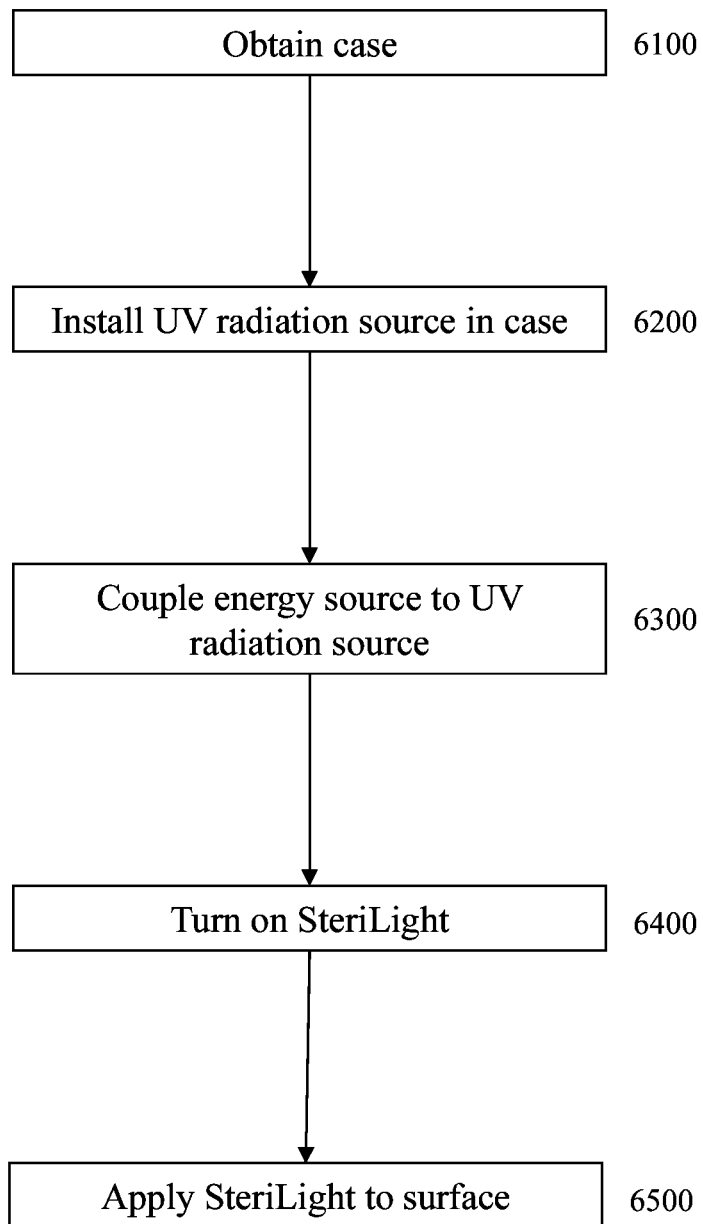 Obtain case 6100
Install UV radiation source in case 6200
Couple energy source to UV
radiation source 6300
Turn on SteriLight 6400
Apply SteriLight to surface 6500